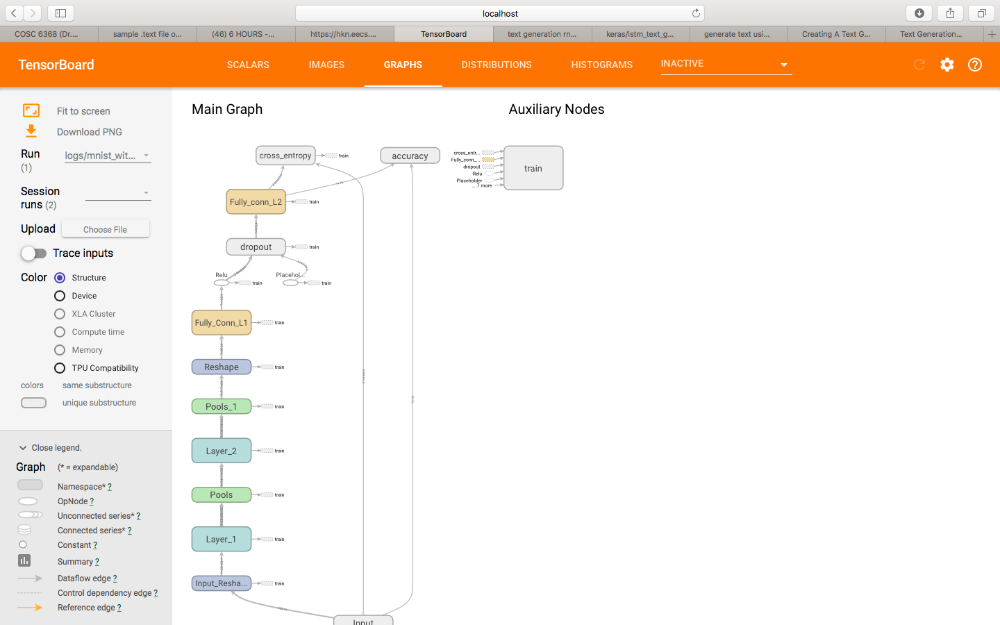 localhost
COSC 6368 (Dr....
sample .text file o...
(46) 6 HOURS -...
https://hkn.eecs....
TensorBoard
text generation rn...
keras/lstm_text_g...
generate text usi...
Creating A Text G...
Text Generation...
TensorBoard
SCALARS
IMAGES
GRAPHS
DISTRIBUTIONS
HISTOGRAMS
INACTIVE
Fit to screen
Download PNG
Run
(1)
logs/mnist_wit...
Session
runs (2)
Upload
Choose File
Trace inputs
Color
Structure
Device
XLA Cluster
Compute time
Memory
TPU Compatibility
colors
same substructure
unique substructure
Close legend.
Graph
(* = expandable)
Namespace* ?
OpNode ?
Unconnected series* ?
Connected series* ?
Constant ?
Summary ?
Dataflow edge ?
Control dependency edge ?
Reference edge ?
Main Graph
cross_entropy
train
accuracy
Fully_conn_L2
train
dropout
train
Relu
train
Placehol...
train
Fully_Conn_L1
train
Reshape
train
Pools_1
train
Layer_2
train
Pools
train
Layer_1
train
Input_Resha...
train
Input
Auxiliary Nodes
cross_entr...
Fully_conn_...
dropout
Relu
Placeholder
... 7 more
train